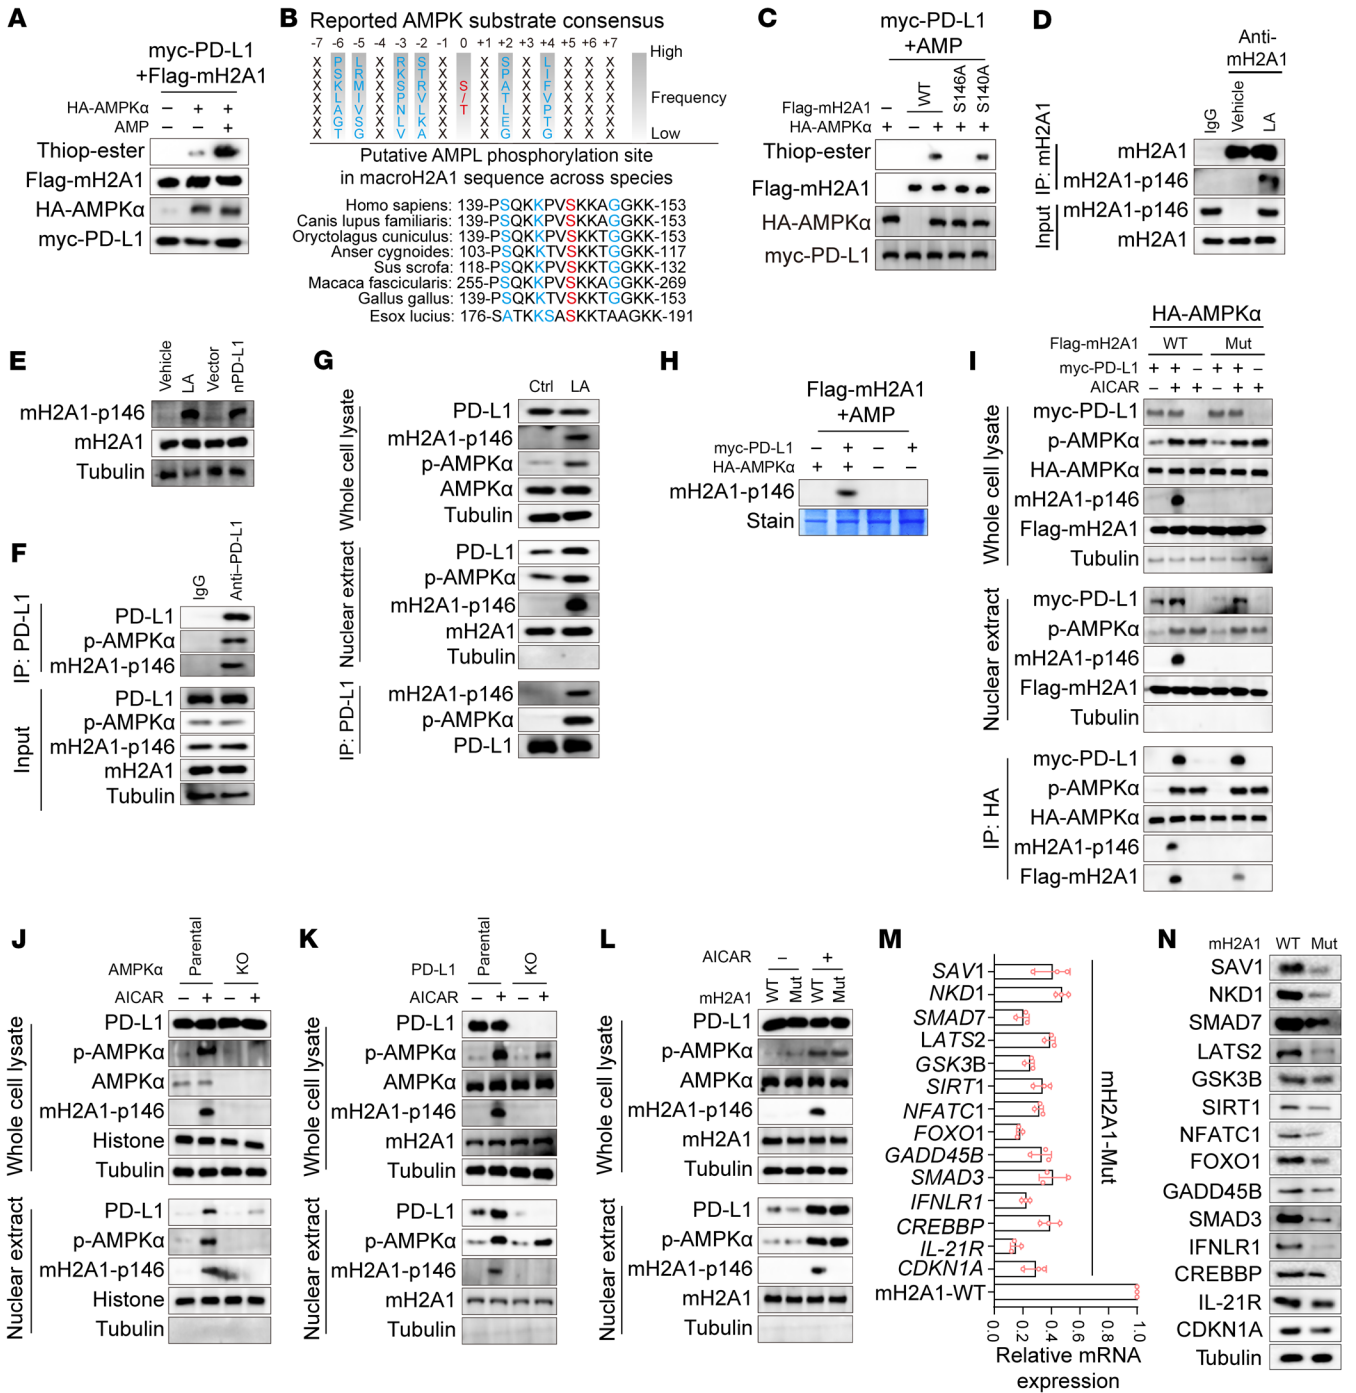 A
myc-PD-L1
+Flag-mH2A1
HA-AMPKα – + +
AMP – – +
Thiop-ester
Flag-mH2A1
HA-AMPKα
myc-PD-L1
B Reported AMPK substrate consensus
-7 -6 -5 -4 -3 -2 -1 0 +1 +2 +3 +4 +5 +6 +7
X P L X R S X X S X L X X X
X S R X K T X X P X I X X X
X K M X S R X S X A X F X X X
X L I X P V X / X T X V X X X
X A V X N L X T X L X P X X X
X G S X L K X X E X T X X X
X T G X V A X X G X G X X X
High
Frequency
Low
Putative AMPL phosphorylation site
in macroH2A1 sequence across species
Homo sapiens: 139-PSQKKPVSKKAGGKK-153
Canis lupus familiaris: 139-PSQKKPVSKKAGGKK-153
Oryctolagus cuniculus: 139-PSQKKPVSKKTGGKK-153
Anser cygnoides: 103-PSQKKTVSKKTGGKK-117
Sus scrofa: 118-PSQKKPVSKKTGGKK-132
Macaca fascicularis: 255-PSQKKPVSKKAGGKK-269
Gallus gallus: 139-PSQKKTVSKKTGGKK-153
Esox lucius: 176-SATKKSASKKTAAGKK-191
C
myc-PD-L1
+AMP
Flag-mH2A1 WT S146A S140A
HA-AMPKα + – + + +
Thiop-ester
Flag-mH2A1
HA-AMPKα
myc-PD-L1
D
Anti-
mH2A1
IgG Vehicle LA
IP: mH2A1
mH2A1
mH2A1-p146
Input
mH2A1-p146
mH2A1
E
Vehicle LA Vector nPD-L1
mH2A1-p146
mH2A1
Tubulin
F
IgG Anti–PD-L1
IP: PD-L1
PD-L1
p-AMPKα
mH2A1-p146
Input
PD-L1
p-AMPKα
mH2A1-p146
mH2A1
Tubulin
G
Ctrl LA
Whole cell lysate
PD-L1
mH2A1-p146
p-AMPKα
AMPKα
Tubulin
Nuclear extract
PD-L1
p-AMPKα
mH2A1-p146
mH2A1
Tubulin
IP: PD-L1
mH2A1-p146
p-AMPKα
PD-L1
H
Flag-mH2A1
+AMP
myc-PD-L1 – + – +
HA-AMPKα + + – –
mH2A1-p146
Stain
I
HA-AMPKα
Flag-mH2A1 WT Mut
myc-PD-L1 + + – + + –
AICAR – + + – + +
Whole cell lysate
myc-PD-L1
p-AMPKα
HA-AMPKα
mH2A1-p146
Flag-mH2A1
Tubulin
Nuclear extract
myc-PD-L1
p-AMPKα
mH2A1-p146
Flag-mH2A1
Tubulin
IP: HA
myc-PD-L1
p-AMPKα
HA-AMPKα
mH2A1-p146
Flag-mH2A1
J
AMPKα Parental KO
AICAR – + – +
Whole cell lysate
PD-L1
p-AMPKα
AMPKα
mH2A1-p146
Histone
Tubulin
Nuclear extract
PD-L1
p-AMPKα
mH2A1-p146
Histone
Tubulin
K
PD-L1 Parental KO
AICAR – + – +
Whole cell lysate
PD-L1
p-AMPKα
AMPKα
mH2A1-p146
mH2A1
Tubulin
Nuclear extract
PD-L1
p-AMPKα
mH2A1-p146
mH2A1
Tubulin
L
AICAR – +
mH2A1 WT Mut WT Mut
Whole cell lysate
PD-L1
p-AMPKα
AMPKα
mH2A1-p146
mH2A1
Tubulin
Nuclear extract
PD-L1
p-AMPKα
mH2A1-p146
mH2A1
Tubulin
M
SAV1
NKD1
SMAD7
LATS2
GSK3B
SIRT1
NFATC1
FOXO1
GADD45B
SMAD3
IFNLR1
CREBBP
IL-21R
CDKN1A
mH2A1-WT
mH2A1-Mut
0.0 0.2 0.4 0.6 0.8 1.0
Relative mRNA
expression
N
mH2A1 WT Mut
SAV1
NKD1
SMAD7
LATS2
GSK3B
SIRT1
NFATC1
FOXO1
GADD45B
SMAD3
IFNLR1
CREBBP
IL-21R
CDKN1A
Tubulin